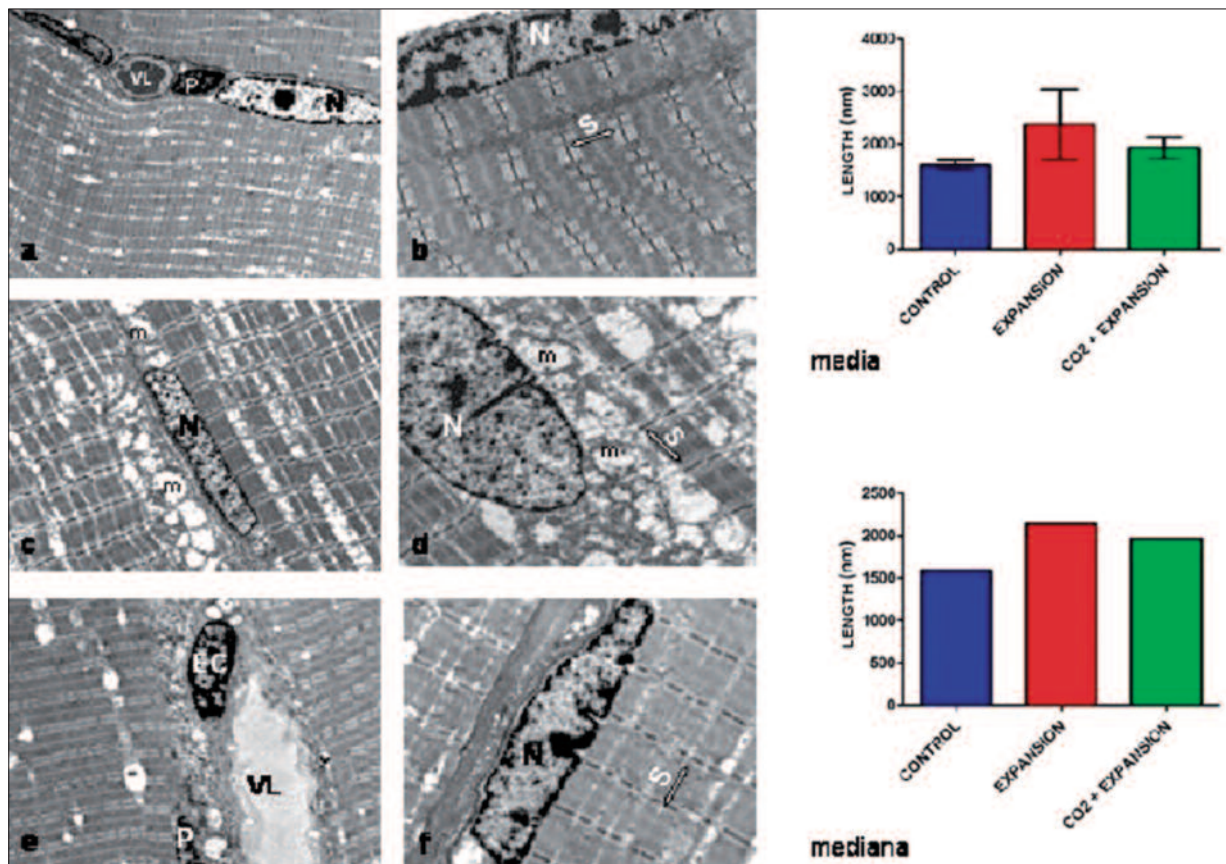 VL
P
N
a
N
S
b
m
N
m
c
m
N
m
S
d
EC
VL
P
e
N
S
f
4000
3000
2000
1000
0
LENGTH (nm)
CONTROL
EXPANSION
CO2 + EXPANSION
media
2500
2000
1500
1000
500
0
LENGTH (nm)
CONTROL
EXPANSION
CO2 + EXPANSION
mediana